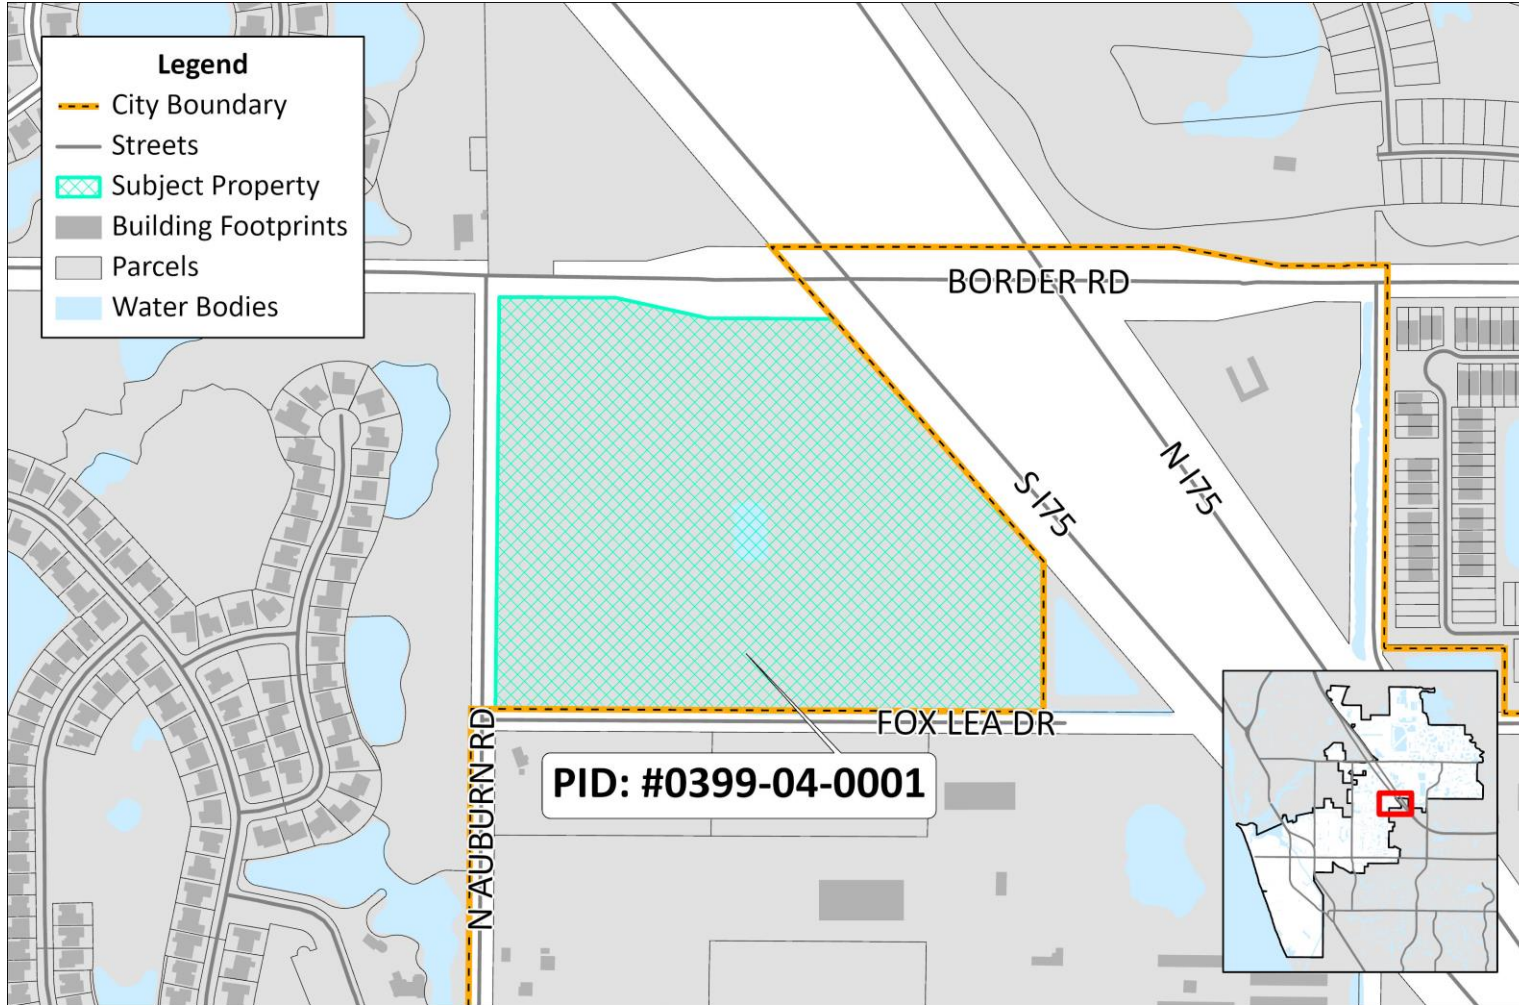 Legend
City Boundary
Streets
Subject Property
Building Footprints
Parcels
Water Bodies
BORDER RD
N I75
S I75
FOX LEA DR
N AUBURN RD
PID: #0399-04-0001